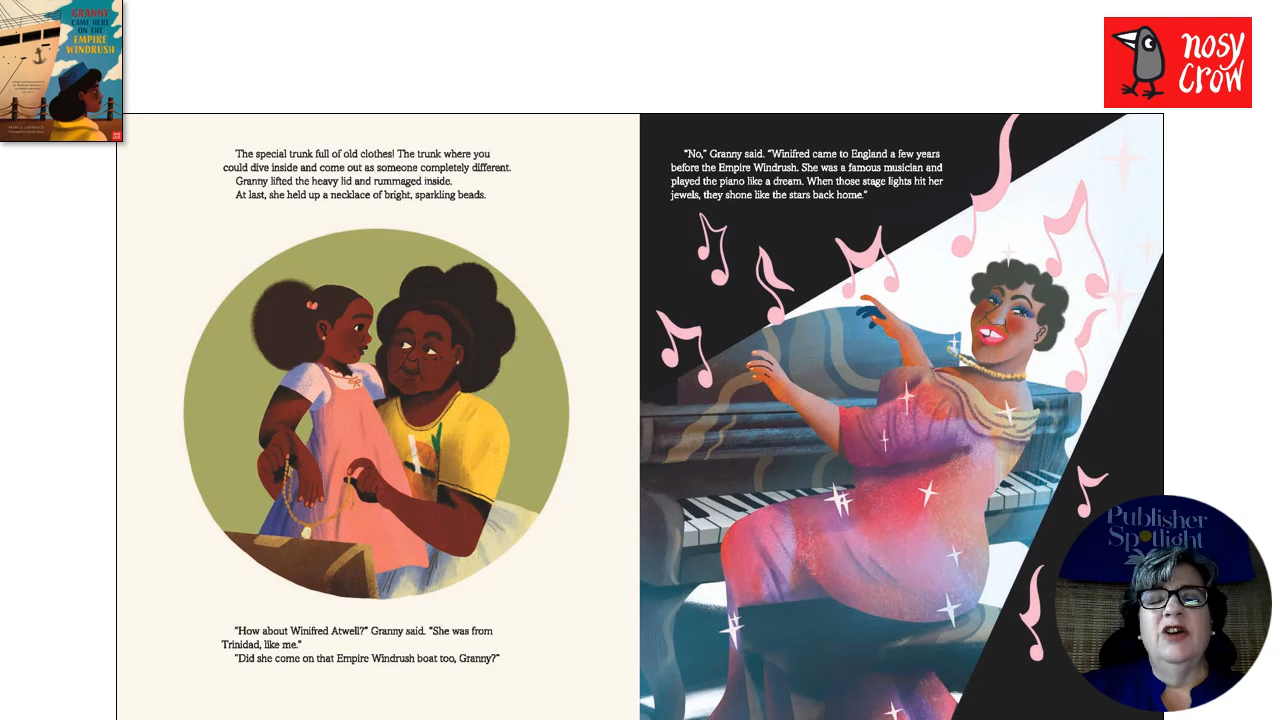 GRANNY
CAME HERE
ON THE
EMPIRE
WINDRUSH
PATRICE LAWRENCE
nosy
crow
The special trunk full of old clothes! The trunk where you
could dive inside and come out as someone completely different.
Granny lifted the heavy lid and rummaged inside.
At last, she held up a necklace of bright, sparkling beads.
"How about Winifred Atwell?" Granny said. "She was from
Trinidad, like me."
"Did she come on that Empire Windrush boat too, Granny?"
"No," Granny said. "Winifred came to England a few years
before the Empire Windrush. She was a famous musician and
played the piano like a dream. When those stage lights hit her
jewels, they shone like the stars back home."
Publisher
Spotlight